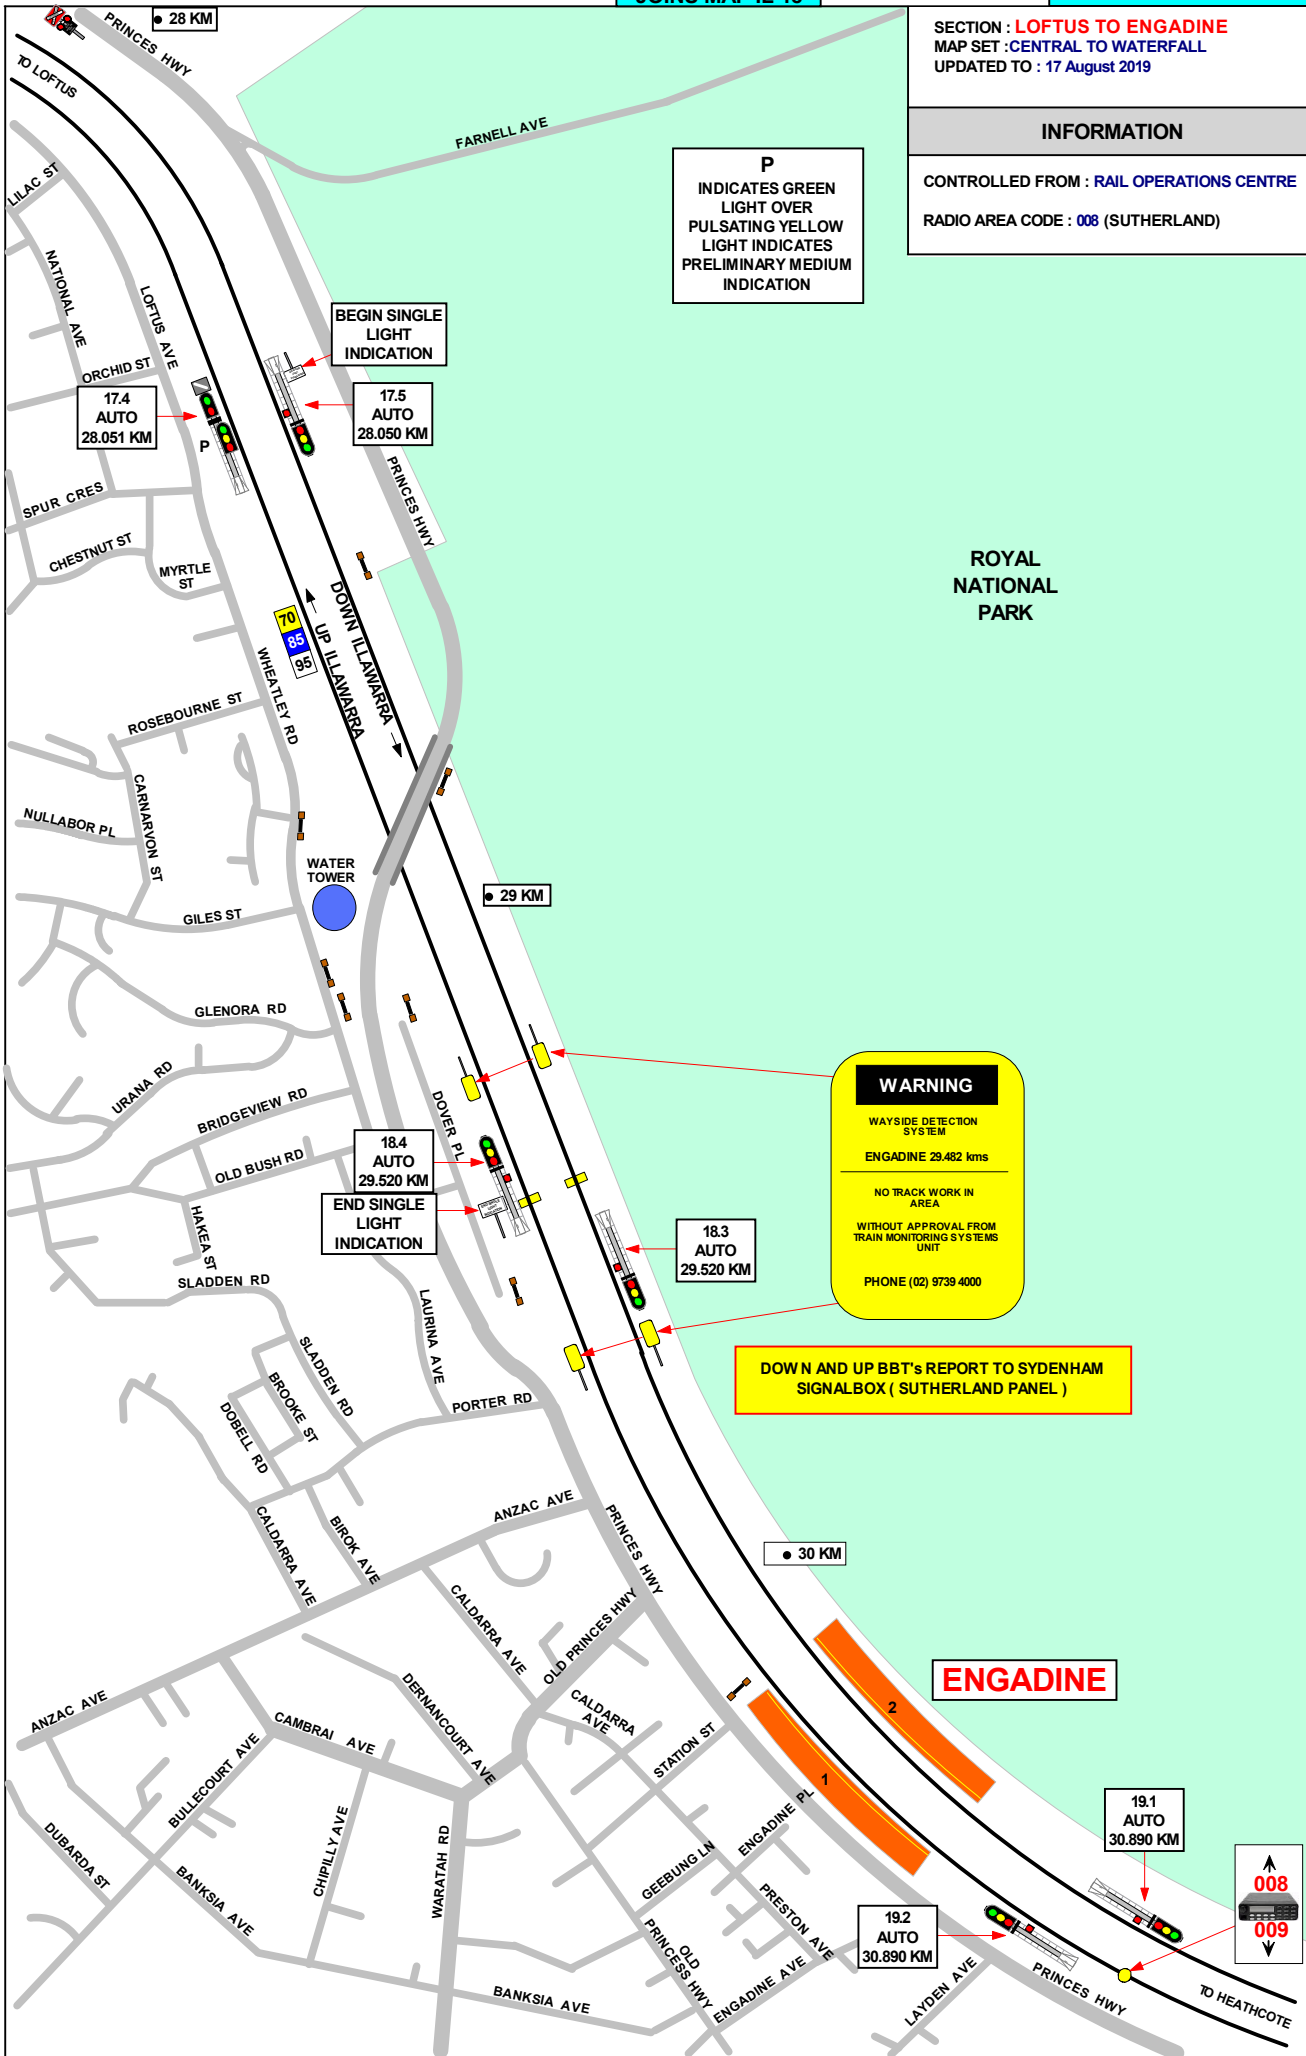 JOINS MAP IL 10
SECTION : LOFTUS TO ENGADINE
MAP SET :CENTRAL TO WATERFALL
UPDATED TO : 17 August 2019
INFORMATION
CONTROLLED FROM : RAIL OPERATIONS CENTRE
RADIO AREA CODE : 008 (SUTHERLAND)
28 KM
PRINCES HWY
TO LOFTUS
FARNELL AVE
P
INDICATES GREEN
LIGHT OVER
PULSATING YELLOW
LIGHT INDICATES
PRELIMINARY MEDIUM
INDICATION
LILAC ST
NATIONAL AVE
LOFTUS AVE
ORCHID ST
BEGIN SINGLE
LIGHT
INDICATION
17.4
AUTO
28.051 KM
P
17.5
AUTO
28.050 KM
PRINCES HWY
SPUR CRES
CHESTNUT ST
MYRTLE
ST
ROYAL
NATIONAL
PARK
70
85
95
UP ILLAWARRA
DOWN ILLAWARRA
WHEATLEY RD
ROSEBOURNE ST
CARNARVON ST
NULLABOR PL
WATER
TOWER
29 KM
GILES ST
GLENORA RD
URANA RD
BRIDGEVIEW RD
DOVER PL
OLD BUSH RD
HAKEA ST
18.4
AUTO
29.520 KM
END SINGLE
LIGHT
INDICATION
18.3
AUTO
29.520 KM
WARNING
WAYSIDE DETECTION
SYSTEM
ENGADINE 29.482 kms
NO TRACK WORK IN
AREA
WITHOUT APPROVAL FROM
TRAIN MONITORING SYSTEMS
UNIT
PHONE (02) 9739 4000
DOWN AND UP BBT's REPORT TO SYDENHAM
SIGNALBOX ( SUTHERLAND PANEL )
SLADDEN RD
SLADDEN RD
LAURINA AVE
BROOKE ST
DOBELL RD
PORTER RD
CALDARRA AVE
BIROK AVE
ANZAC AVE
PRINCES HWY
30 KM
CALDARRA AVE
OLD PRINCES HWY
ENGADINE
ANZAC AVE
DERNANCOURT AVE
CALDARRA
AVE
CAMBRAI AVE
BULLECOURT AVE
STATION ST
2
1
ENGADINE PL
CHIPILLY AVE
WARATAH RD
DUBARDA ST
BANKSIA AVE
GEEBUNG LN
PRESTON AVE
OLD
PRINCESS HWY
ENGADINE AVE
BANKSIA AVE
19.1
AUTO
30.890 KM
19.2
AUTO
30.890 KM
008
009
LAYDEN AVE
PRINCES HWY
TO HEATHCOTE